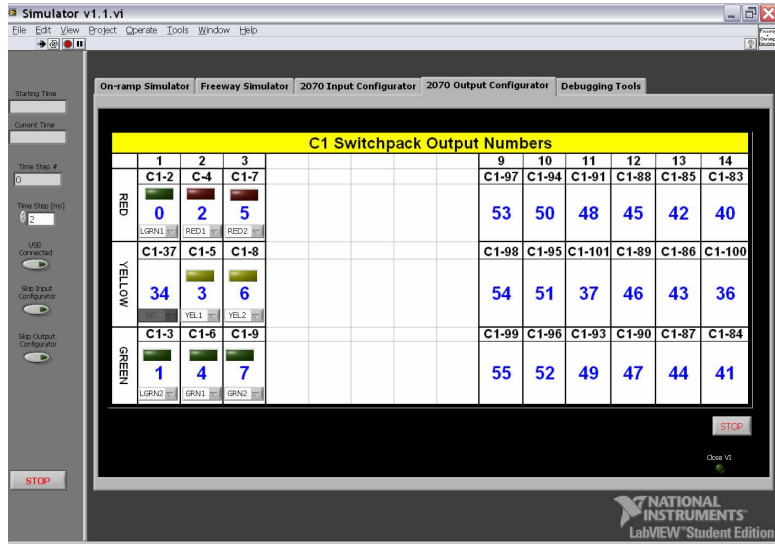 Simulator v1.1.vi
File Edit View Project Operate Tools Window Help
On-ramp Simulator Freeway Simulator 2070 Input Configurator 2070 Output Configurator Debugging Tools
Starting Time
Current Time
Time Step #
0
Time Step [ms]
2
USB Connected
Skip Input Configurator
Skip Output Configurator
STOP
C1 Switchpack Output Numbers
1 2 3 9 10 11 12 13 14
C1-2 C-4 C1-7 C1-97 C1-94 C1-91 C1-88 C1-85 C1-83
RED
0 2 5 53 50 48 45 42 40
LGRN1 RED1 RED2
C1-37 C1-5 C1-8 C1-98 C1-95 C1-101 C1-89 C1-86 C1-100
YELLOW
34 3 6 54 51 37 46 43 36
NC YEL1 YEL2
C1-3 C1-6 C1-9 C1-99 C1-96 C1-93 C1-90 C1-87 C1-84
GREEN
1 4 7 55 52 49 47 44 41
LGRN2 GRN1 GRN2
STOP
Close VI
NATIONAL
INSTRUMENTS
LabVIEW™Student Edition